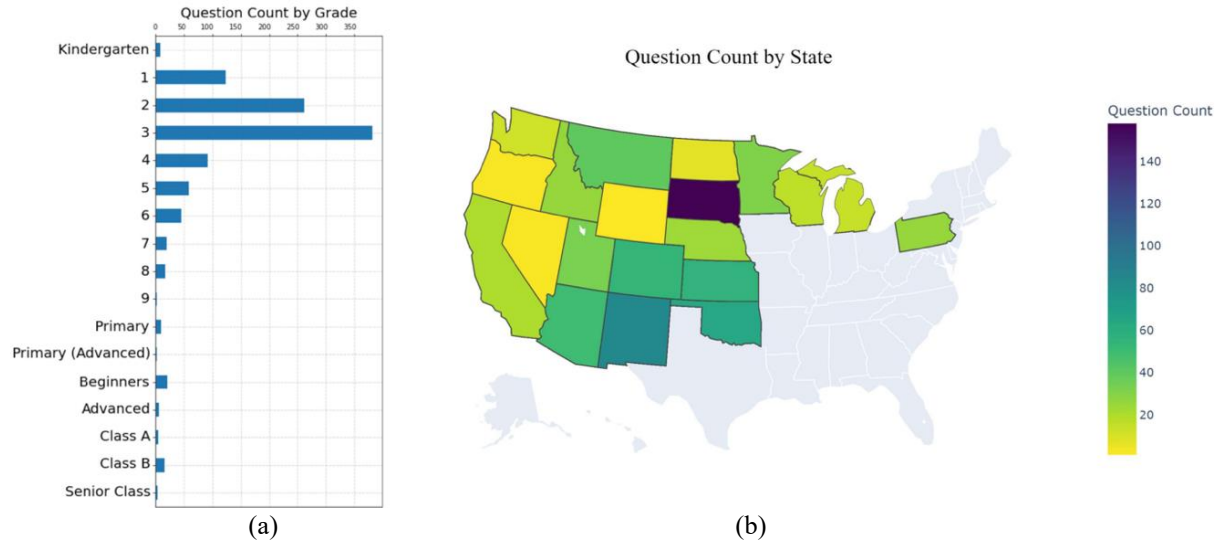 Question Count by Grade
0 50 100 150 200 250 300 350
Kindergarten
1
2
3
4
5
6
7
8
9
Primary
Primary (Advanced)
Beginners
Advanced
Class A
Class B
Senior Class
(a)
Question Count by State
Question Count
140
120
100
80
60
40
20
(b)